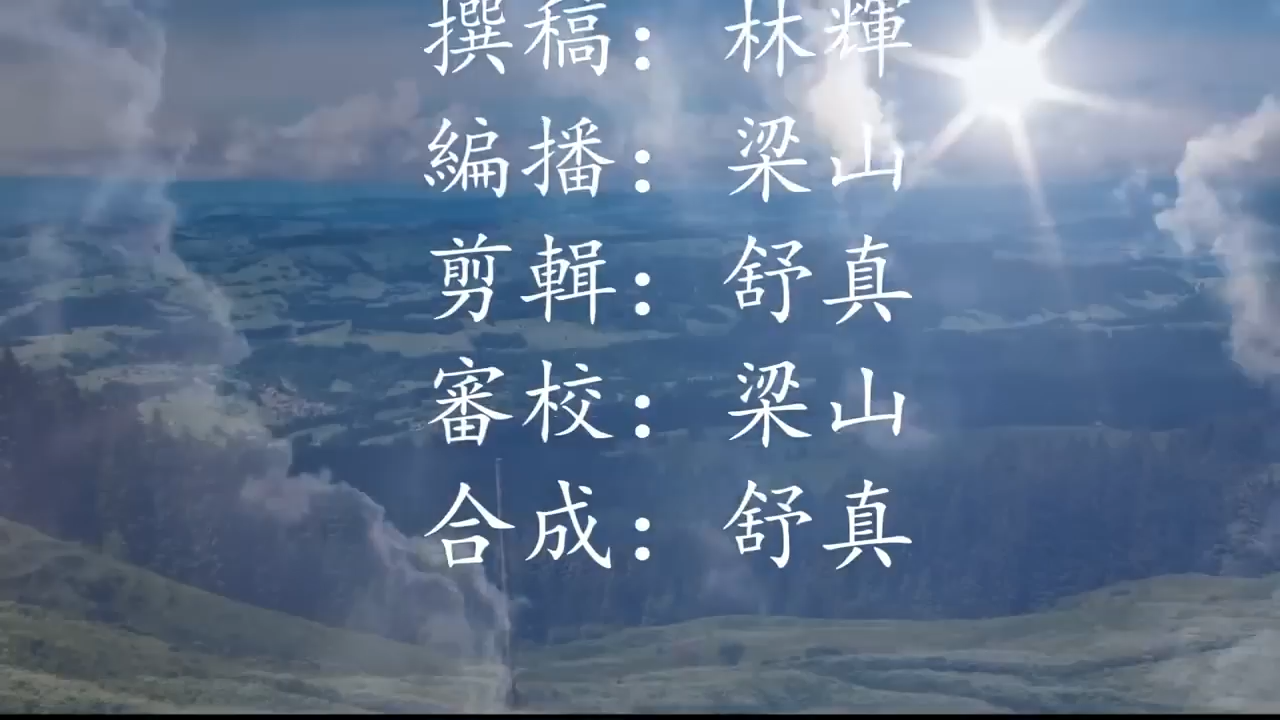 撰稿：林輝
編播：梁山
剪輯：舒真
審校：梁山
合成：舒真